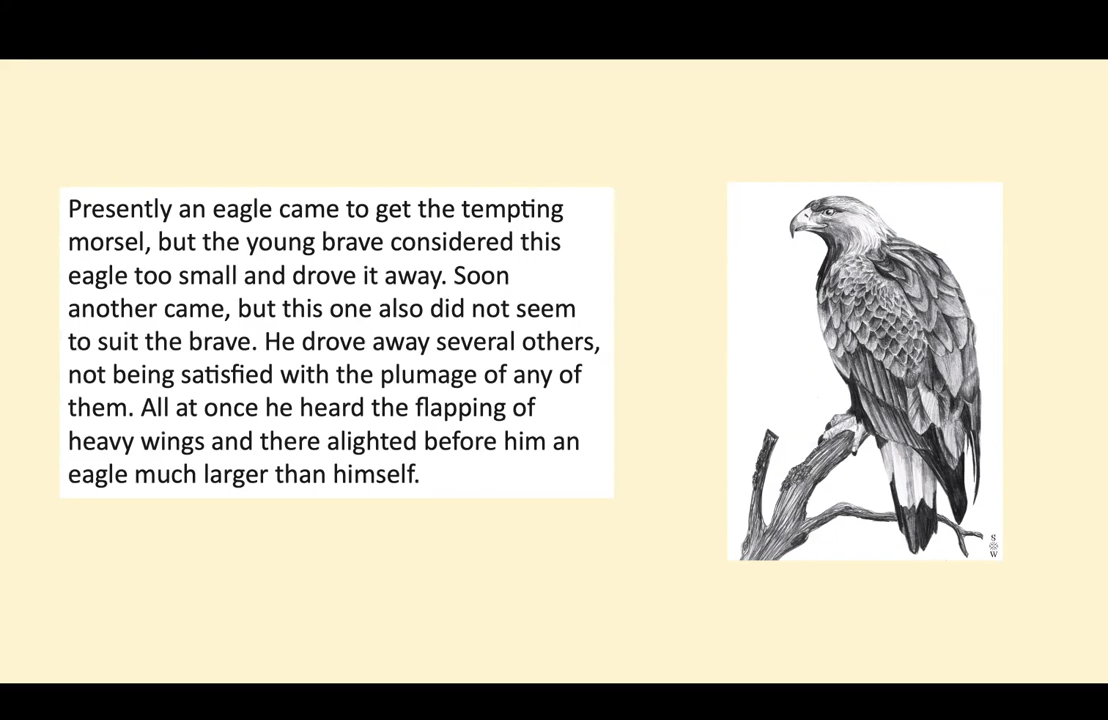 Presently an eagle came to get the tempting
morsel, but the young brave considered this
eagle too small and drove it away. Soon
another came, but this one also did not seem
to suit the brave. He drove away several others,
not being satisfied with the plumage of any of
them. All at once he heard the flapping of
heavy wings and there alighted before him an
eagle much larger than himself.
S
W